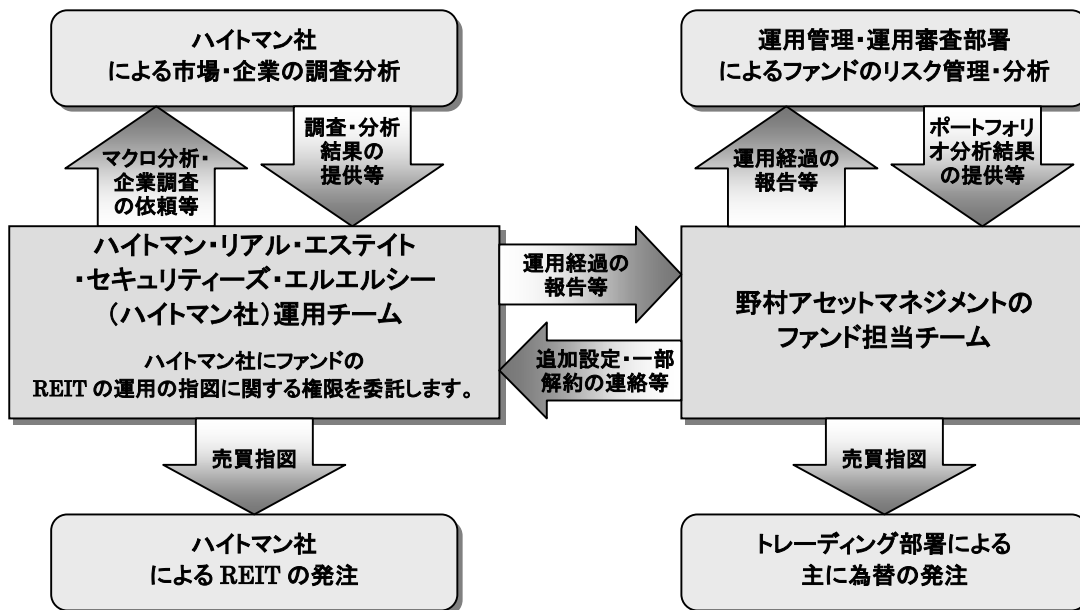 ハイトマン社
による市場・企業の調査分析
運用管理・運用審査部署
によるファンドのリスク管理・分析
マクロ分析・
企業調査
の依頼等
調査・分析
結果の
提供等
運用経過の
報告等
ポートフォリ
オ分析結果
の提供等
ハイトマン・リアル・エステイト
・セキュリティーズ・エルエルシー
（ハイトマン社）運用チーム
ハイトマン社にファンドの
REIT の運用の指図に関する権限を委託します。
運用経過の
報告等
追加設定・一部
解約の連絡等
野村アセットマネジメントの
ファンド担当チーム
売買指図
売買指図
ハイトマン社
による REIT の発注
トレーディング部署による
主に為替の発注